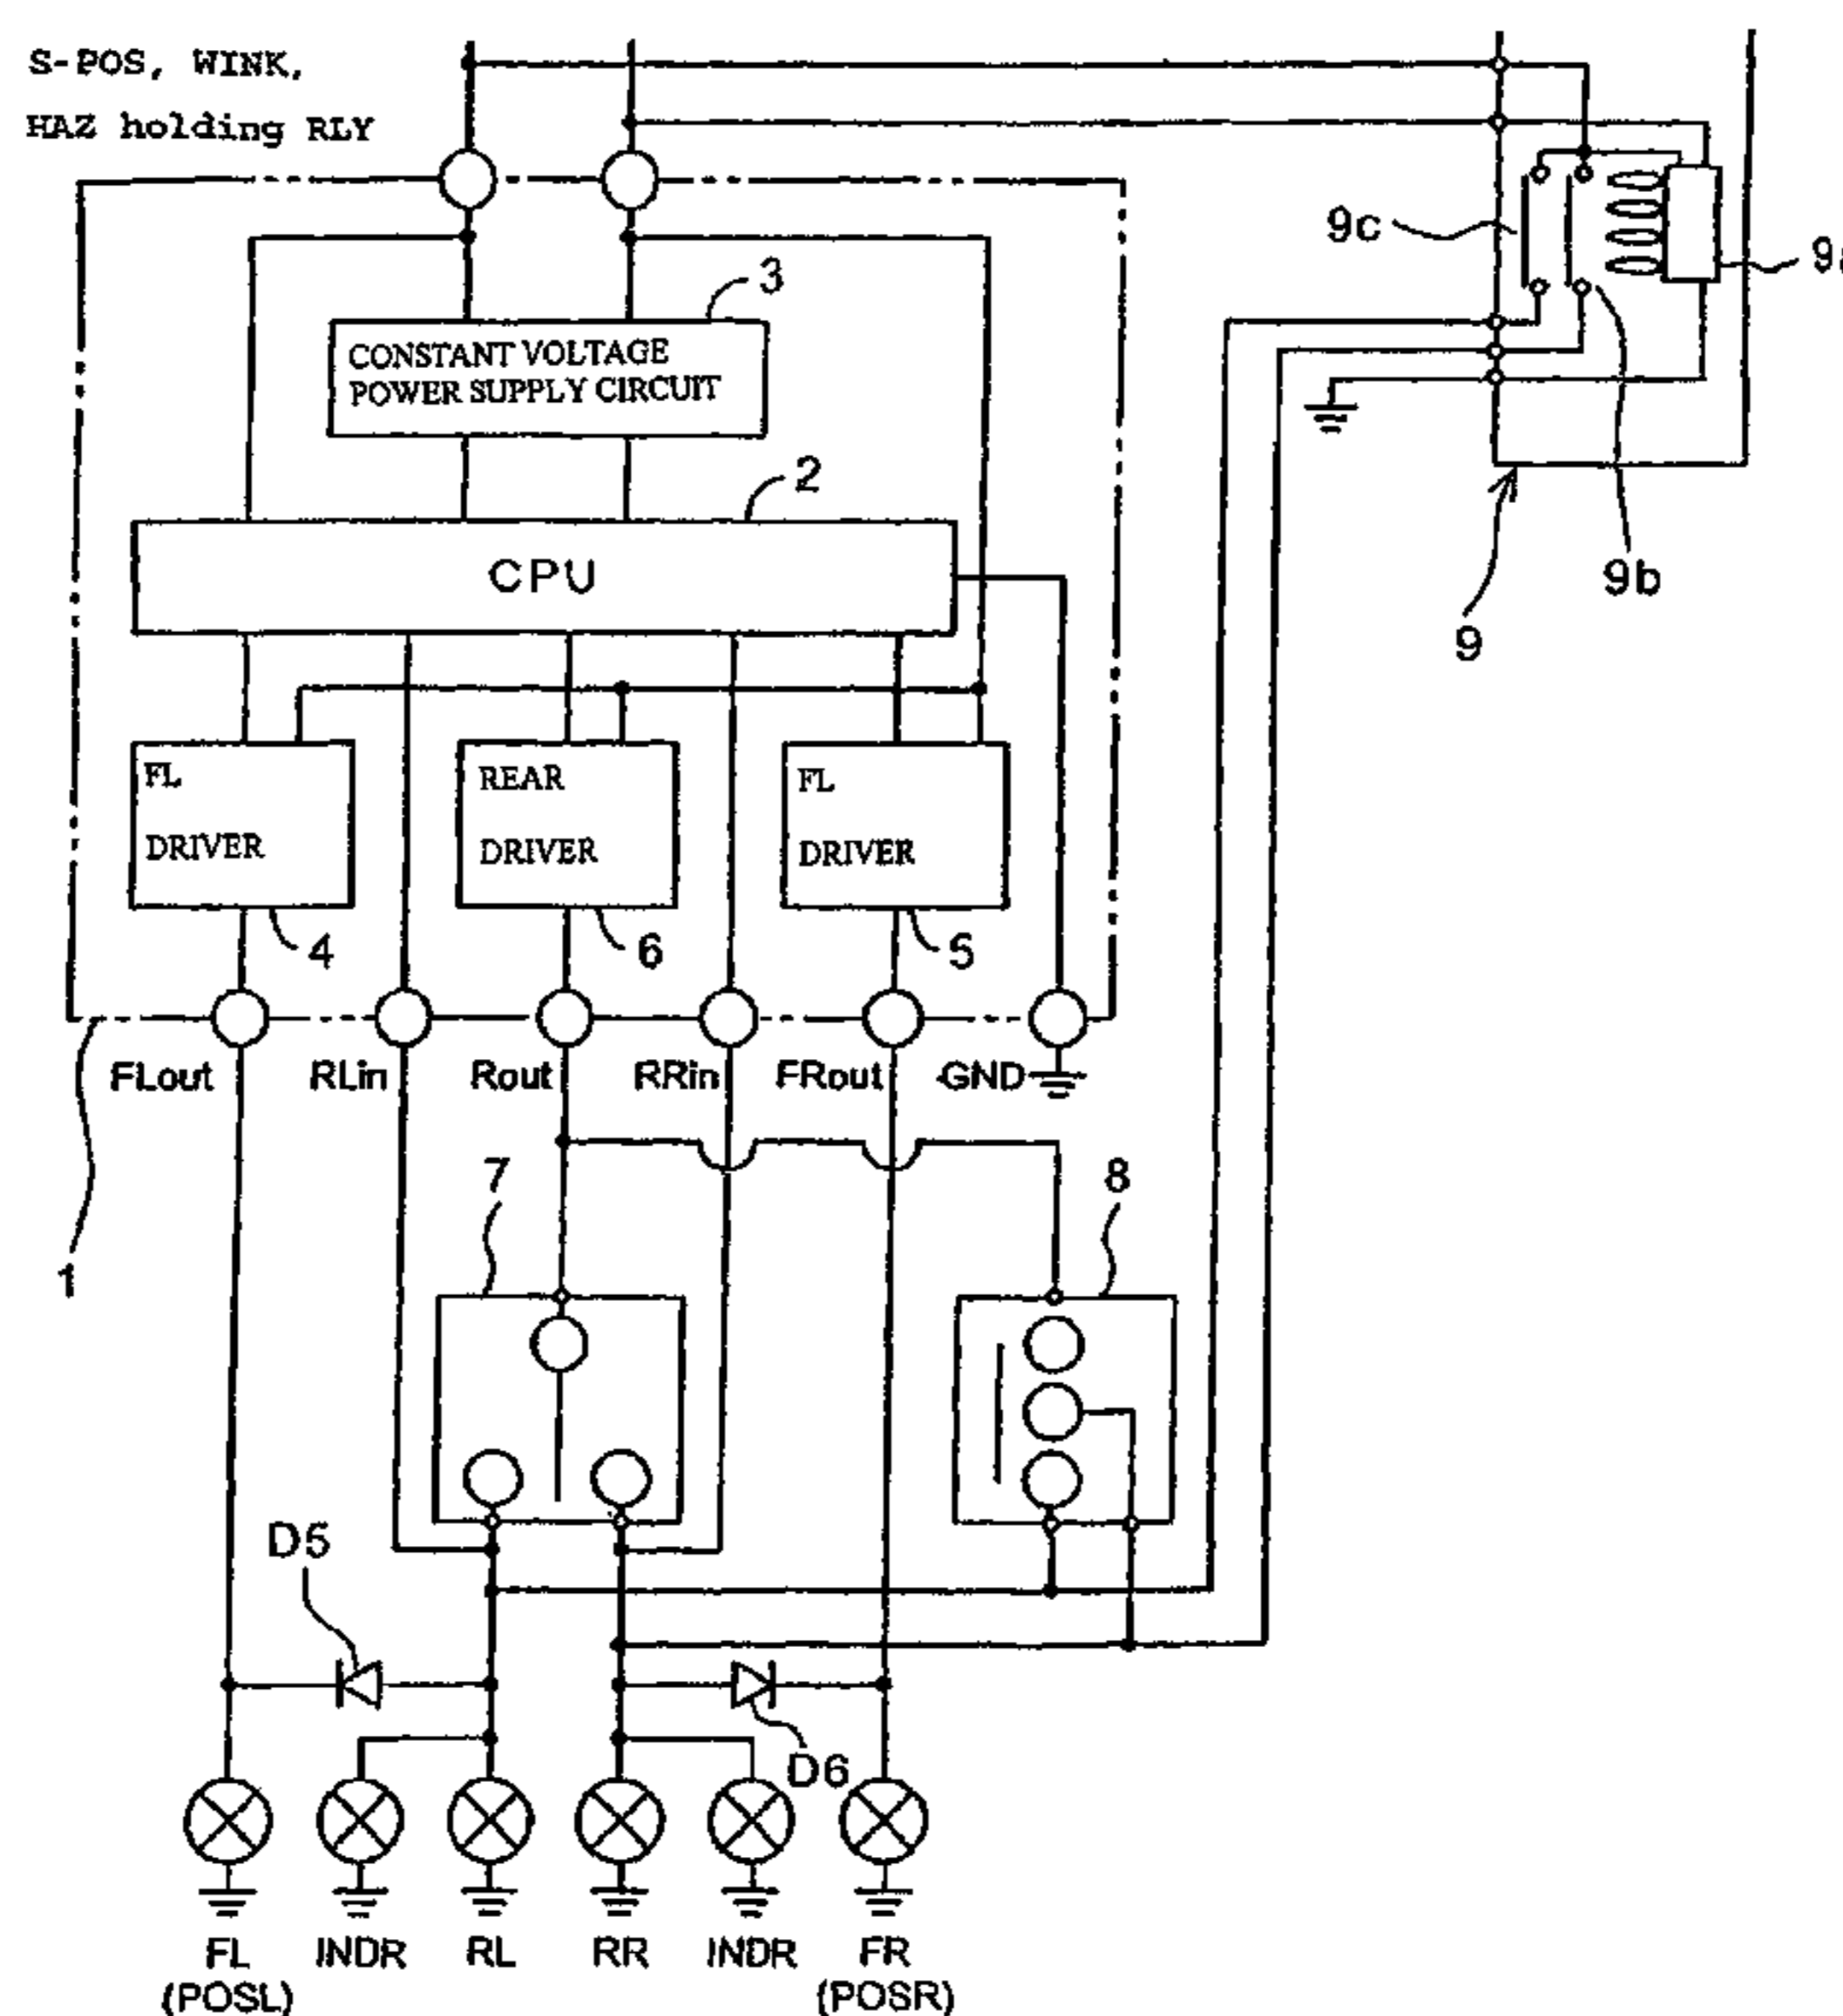 S-POS, WINK,
HAZ holding RLY
9c
3
CONSTANT VOLTAGE
POWER SUPPLY CIRCUIT
2
CPU
9b
9
FL
DRIVER
REAR
DRIVER
FL
DRIVER
4
6
5
FLout
RLin
Rout
RRin
FRout
GND
7
8
1
D5
D6
FL
(POSL)
INDR
RL
RR
INDR
FR
(POSR)